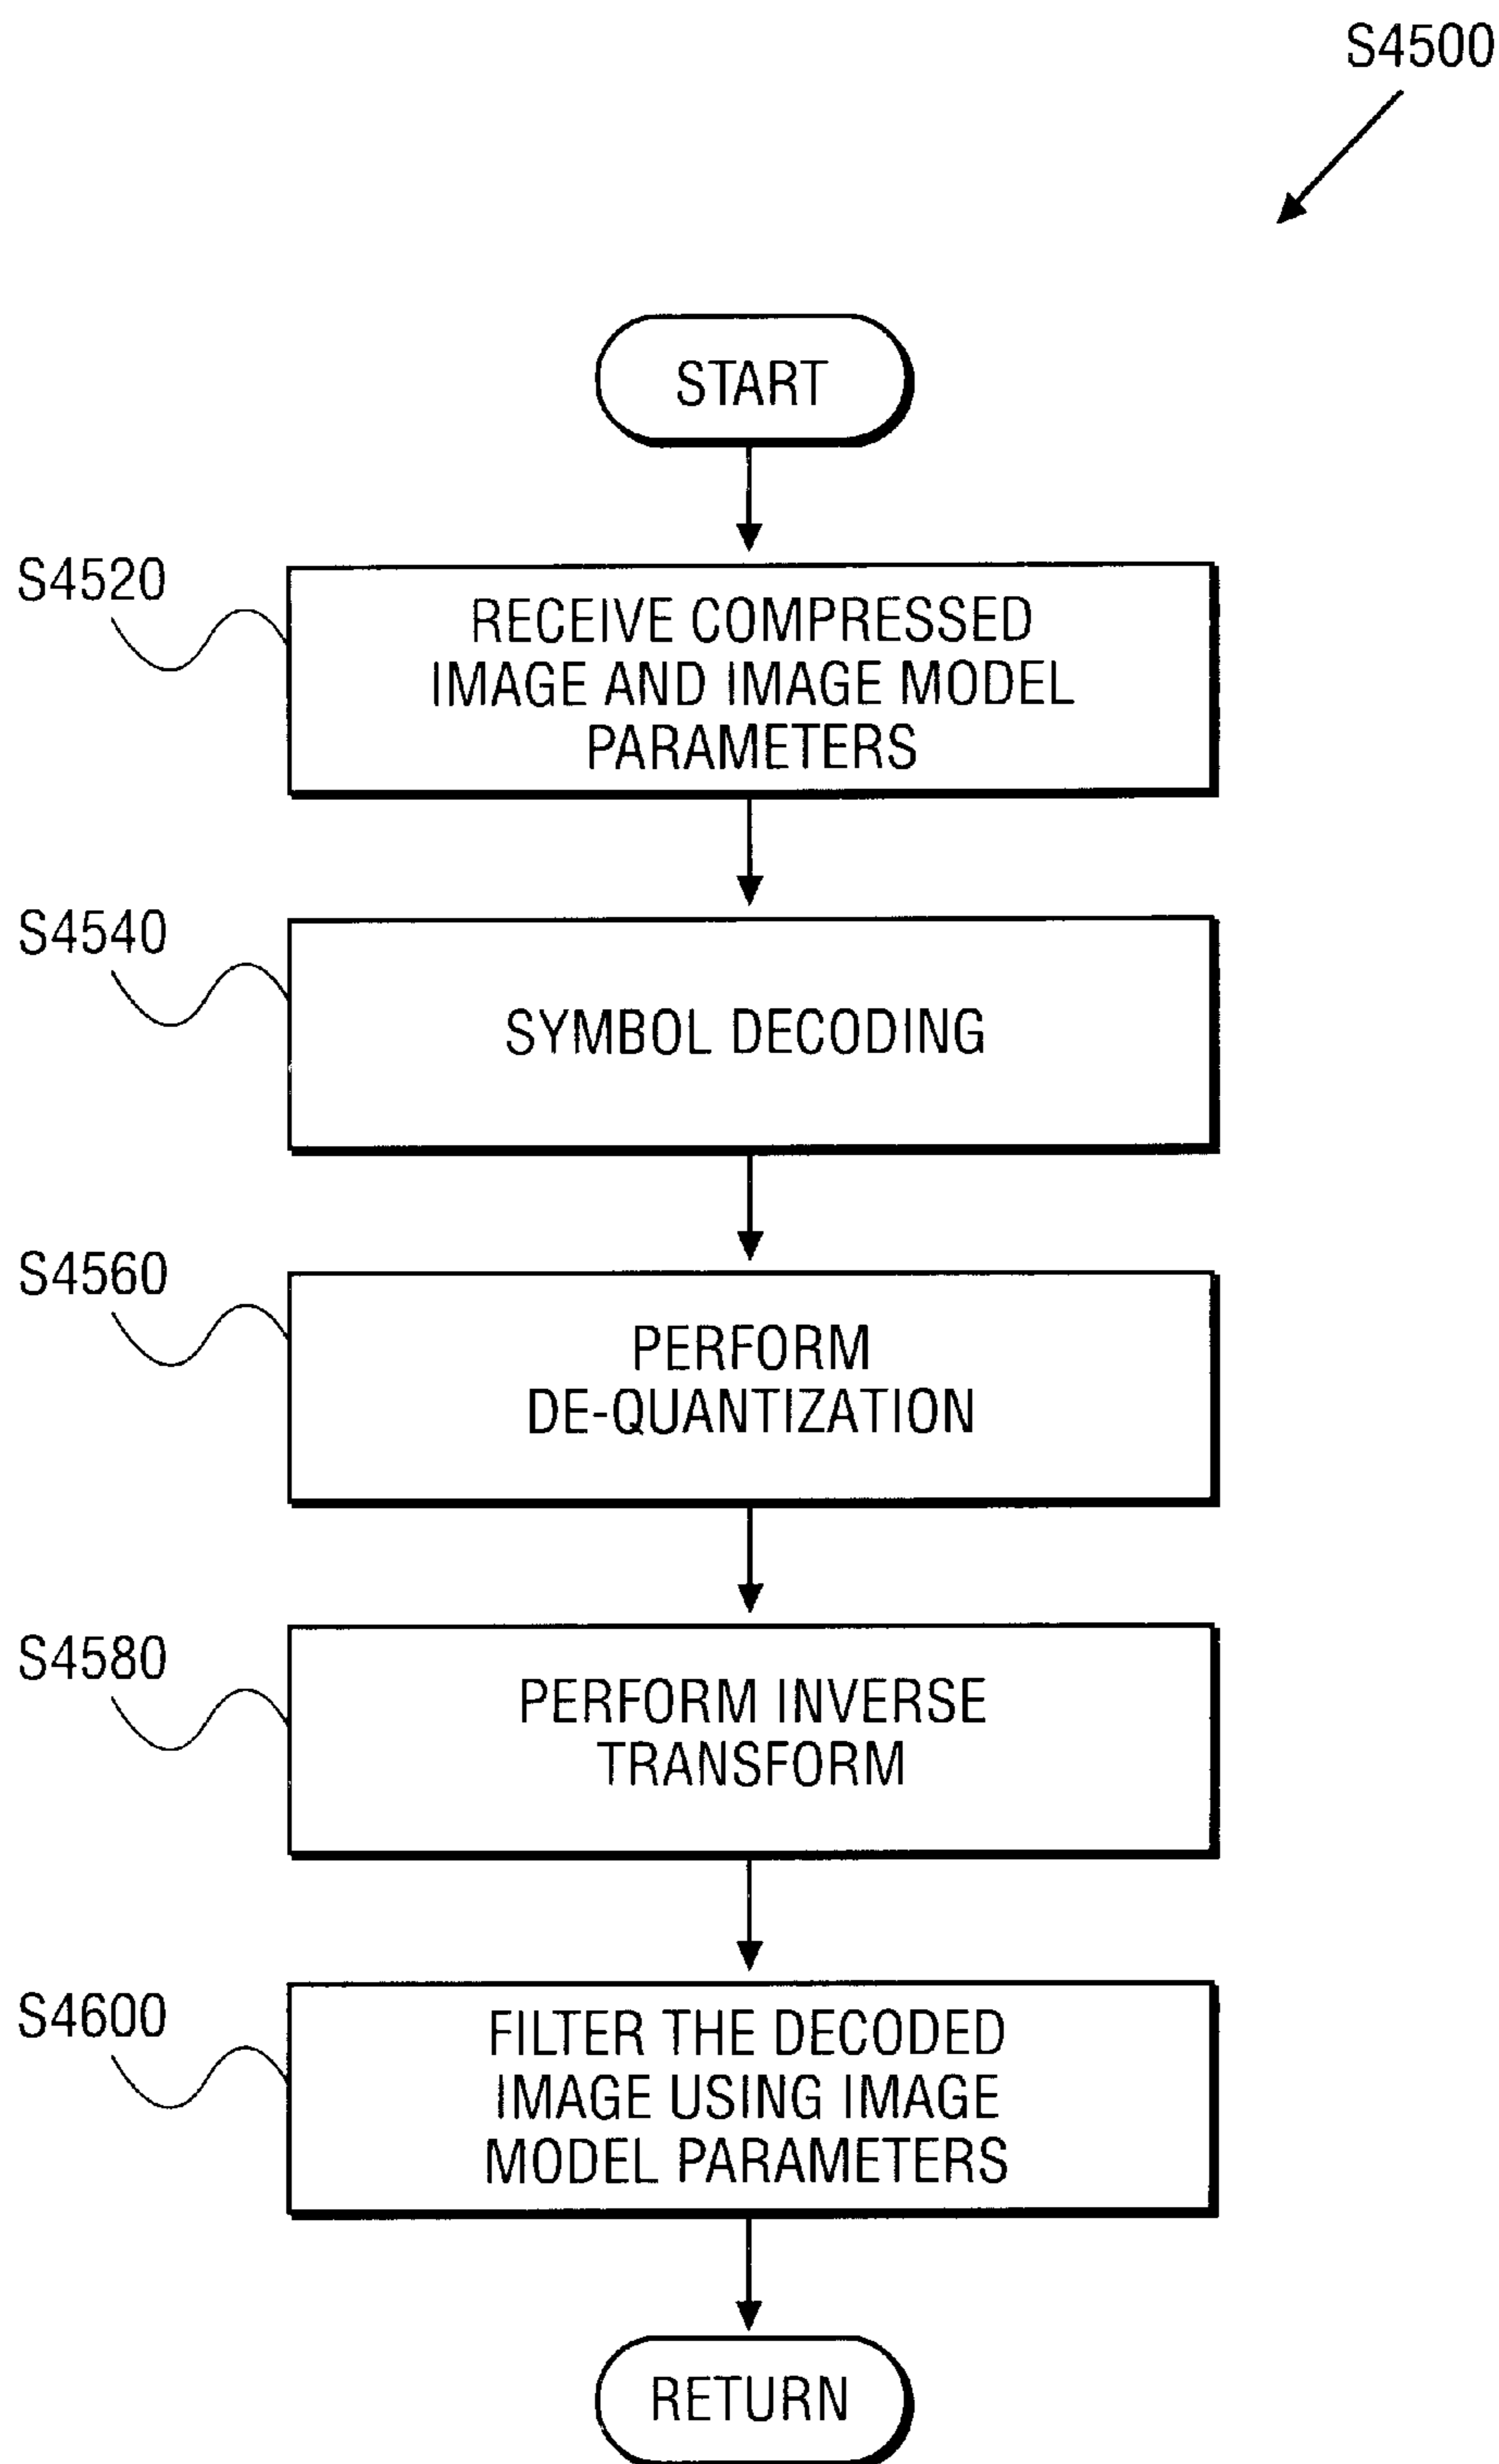 S4500
START
S4520
RECEIVE COMPRESSED
IMAGE AND IMAGE MODEL
PARAMETERS
S4540
SYMBOL DECODING
S4560
PERFORM
DE-QUANTIZATION
S4580
PERFORM INVERSE
TRANSFORM
S4600
FILTER THE DECODED
IMAGE USING IMAGE
MODEL PARAMETERS
RETURN